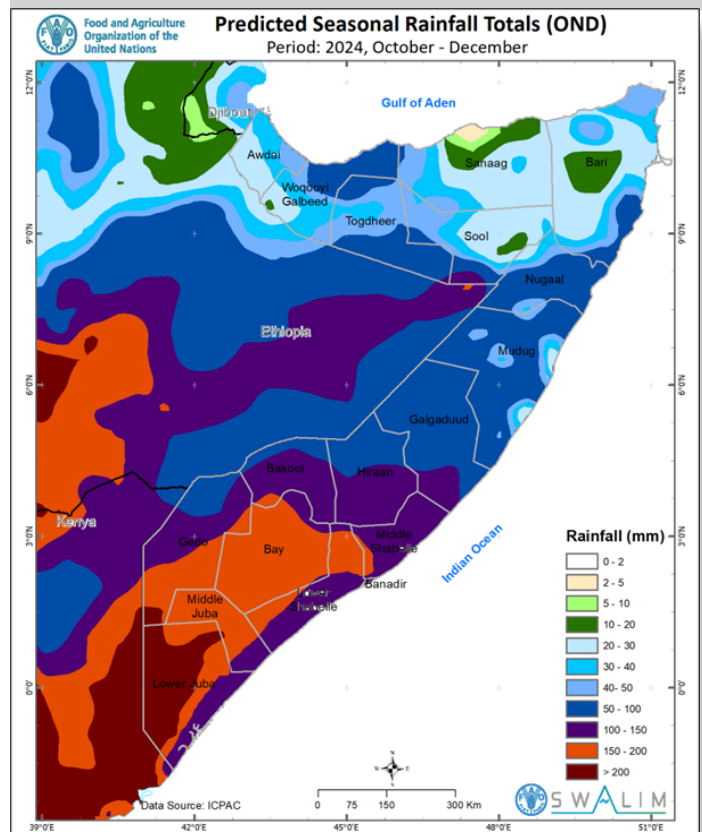 Food and Agriculture
Organization of the
United Nations
Predicted Seasonal Rainfall Totals (OND)
Period: 2024, October - December
12°0'N
12°0'N
Gulf of Aden
Djibouti
Awdal
Sanaag
Bari
Woqooyi
Galbeed
Togdheer
9°0'N
9°0'N
Sool
Nugaal
Ethiopia
Mudug
6°0'N
6°0'N
Galgaduud
Bakool
Hiraan
Kenya
3°0'N
3°0'N
Gedo
Bay
Middle
Shabelle
Indian Ocean
Banadir
Lower
Shabelle
Middle
Juba
0°0'
0°0'
Lower Juba
Rainfall (mm)
0 - 2
2 - 5
5 - 10
10 - 20
20 - 30
30 - 40
40- 50
50 - 100
100 - 150
150 - 200
> 200
Data Source: ICPAC
0 75 150 300 Km
SWALIM
39°0'E
42°0'E
45°0'E
48°0'E
51°0'E